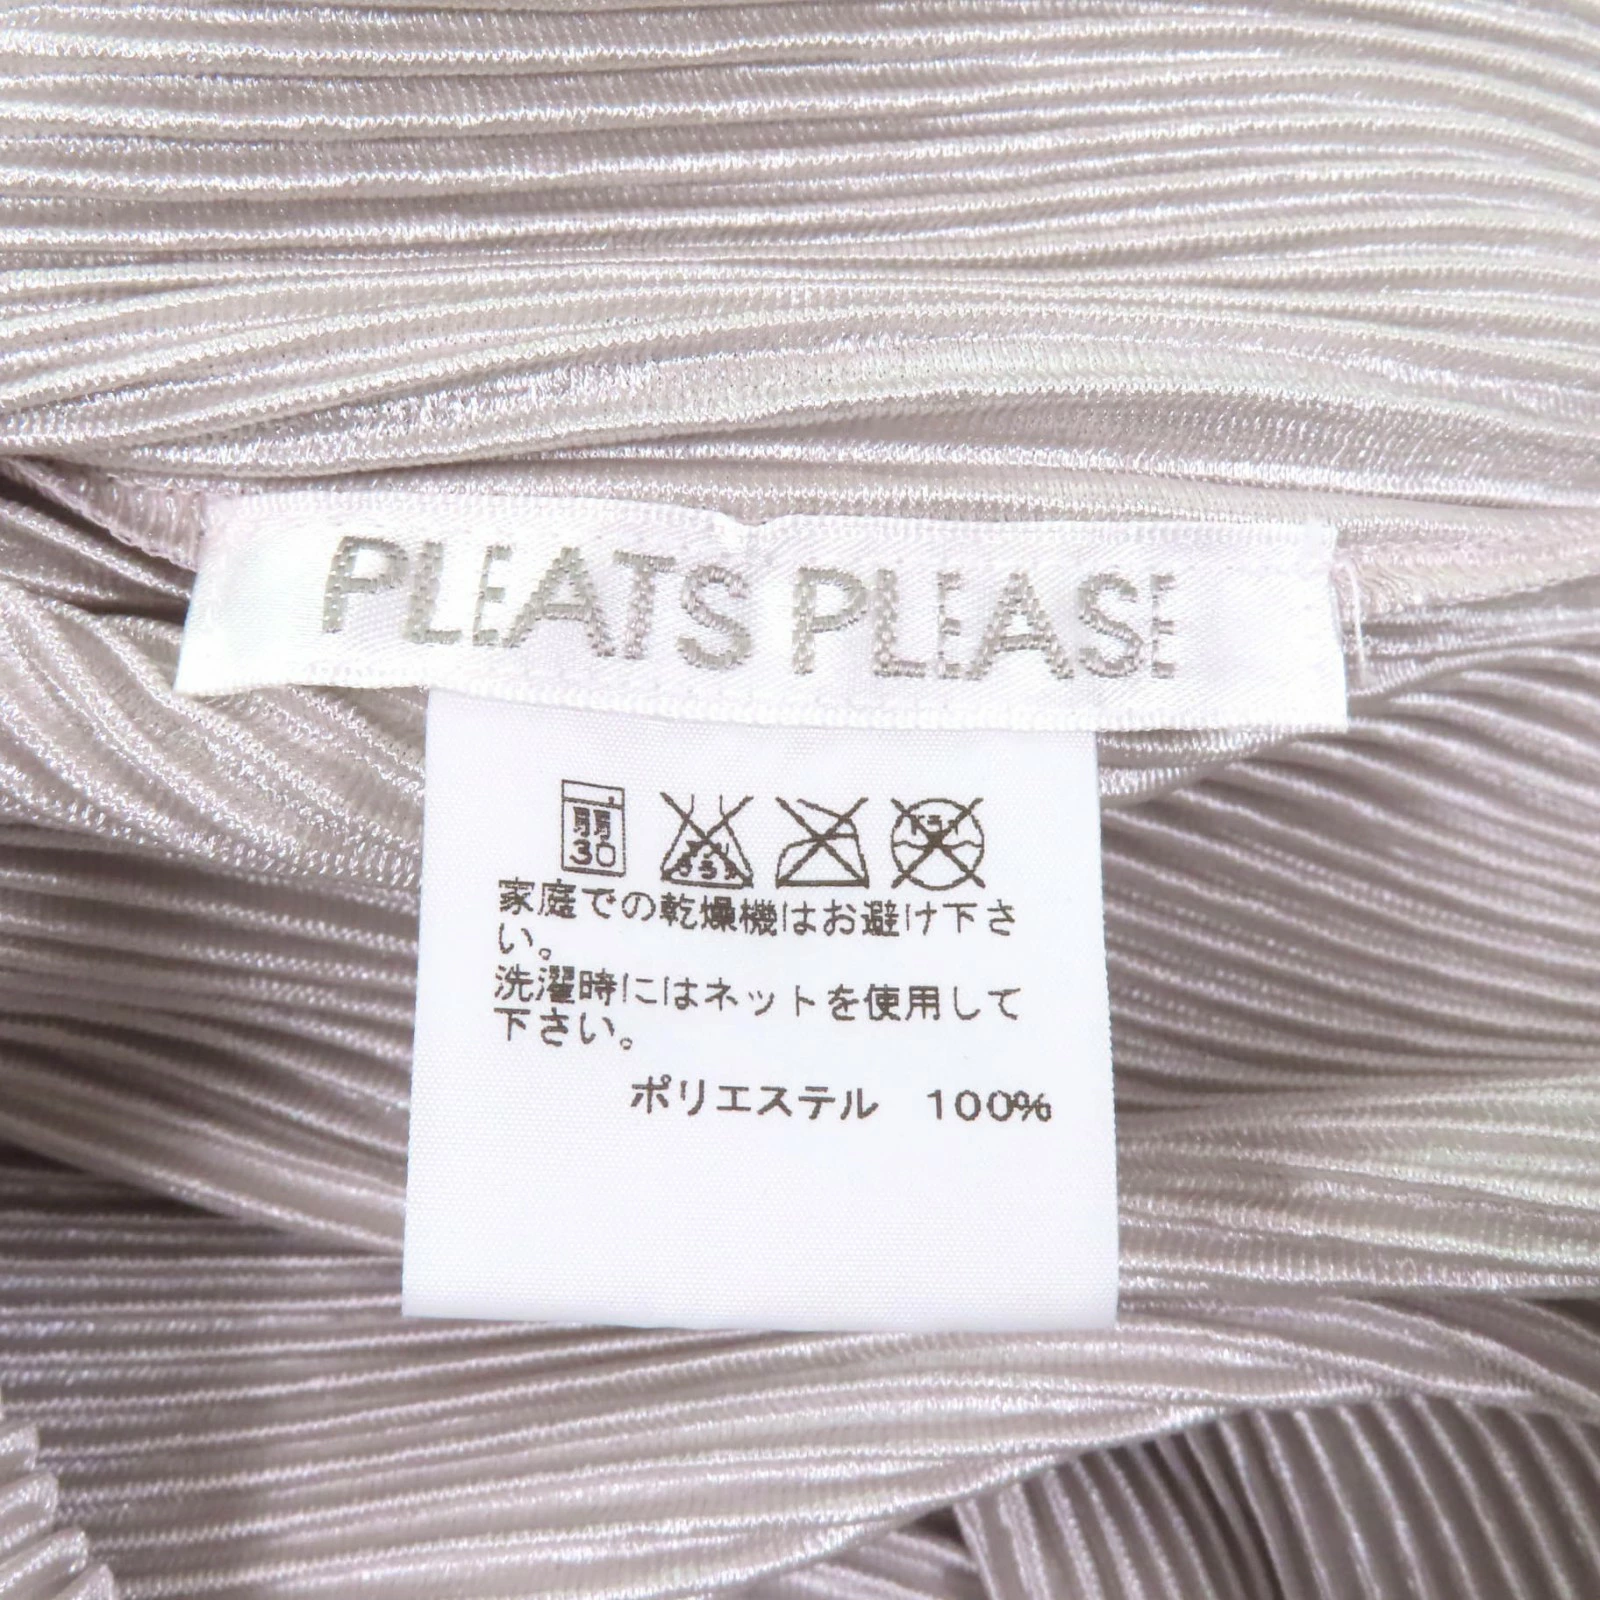 PLEATS PLEASE
弱
30
家庭での乾燥機はお避け下さ
い。
洗濯時にはネットを使用して
下さい。
ポリエステル 100%